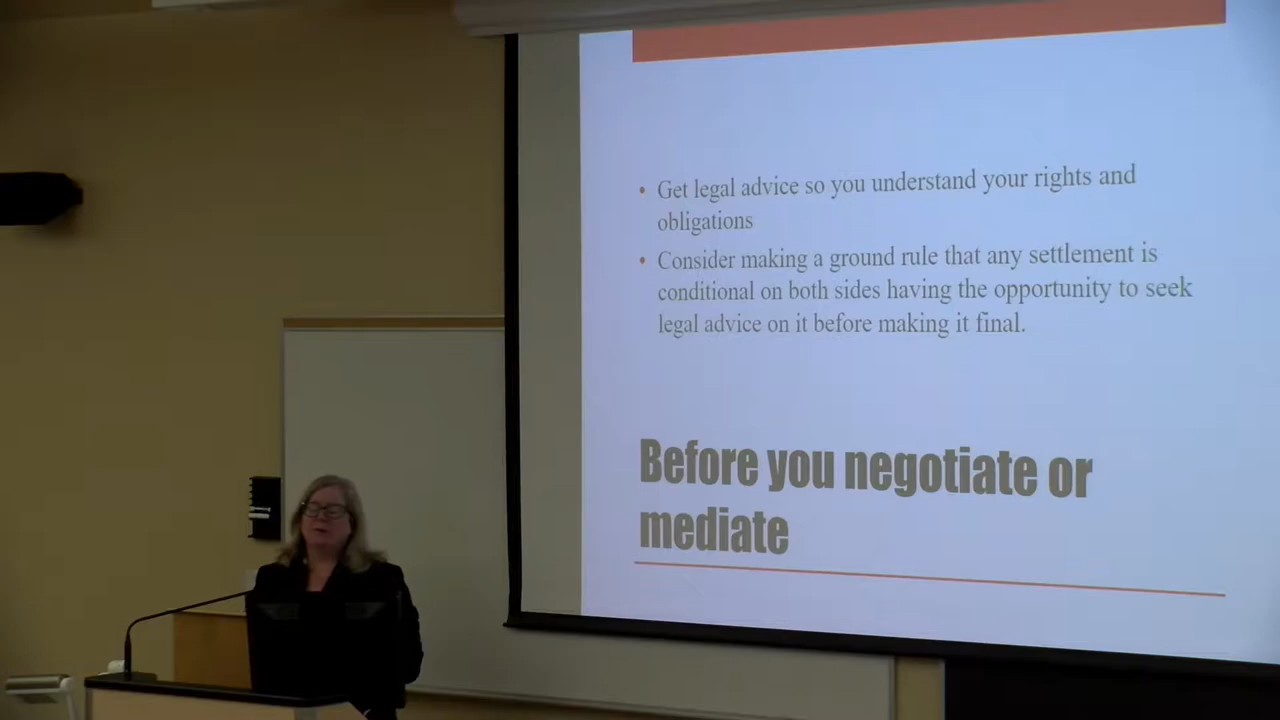 • Get legal advice so you understand your rights and
obligations
• Consider making a ground rule that any settlement is
conditional on both sides having the opportunity to seek
legal advice on it before making it final.
Before you negotiate or
mediate